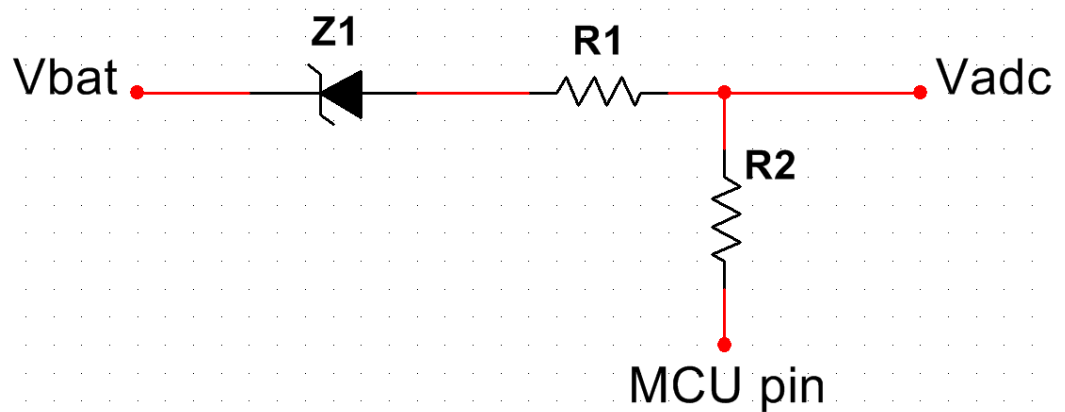 Z1
R1
Vbat
Vadc
R2
MCU pin